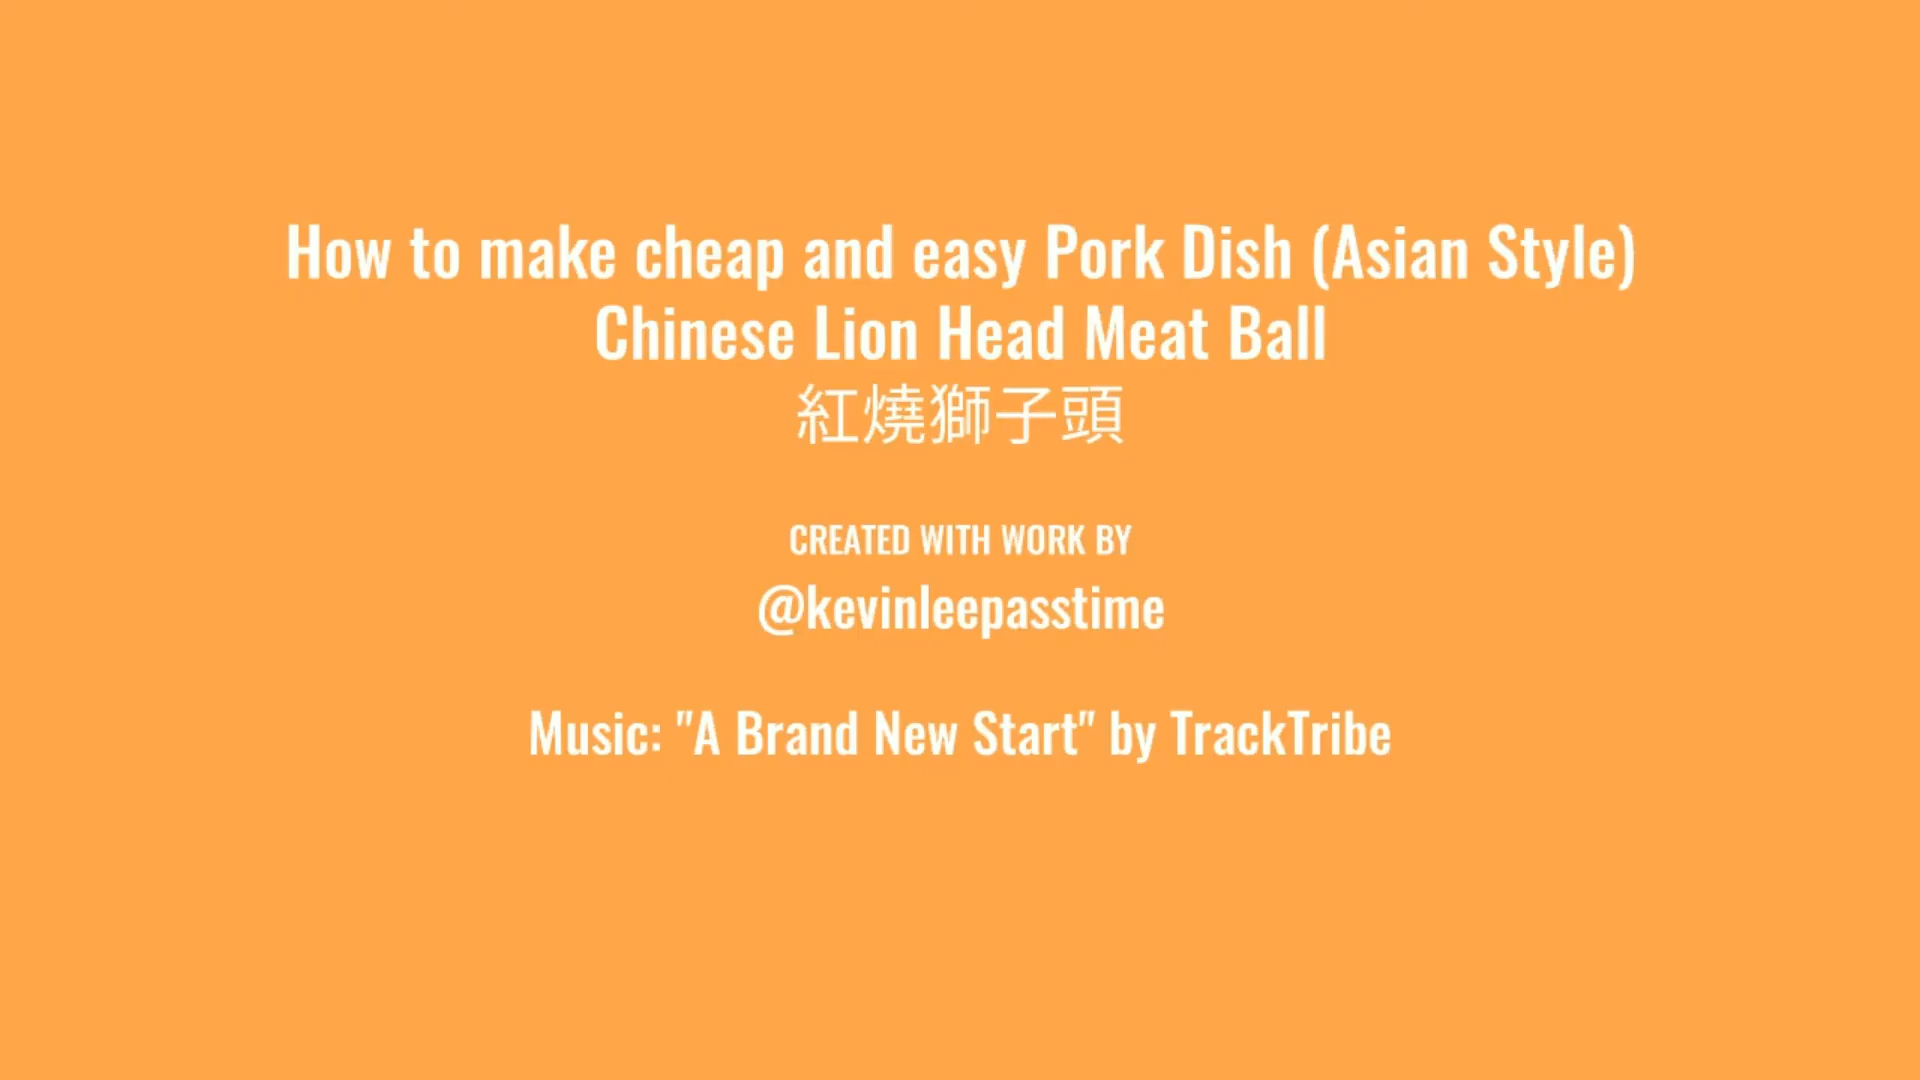 How to make cheap and easy Pork Dish (Asian Style)
Chinese Lion Head Meat Ball
紅燒獅子頭
CREATED WITH WORK BY
@kevinleepasstime
Music: "A Brand New Start" by TrackTribe